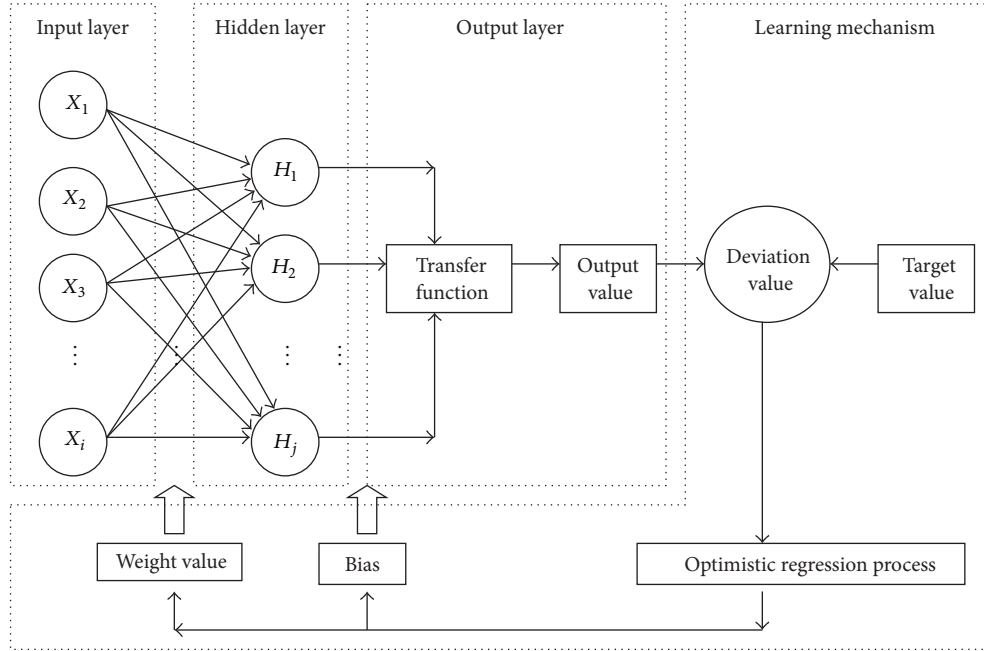 Input layer
Hidden layer
Output layer
Learning mechanism
X1
X2
X3
⋮
Xi
⋮
H1
H2
⋮
Hj
⋮
Transfer
function
Output
value
Deviation
value
Target
value
Weight value
Bias
Optimistic regression process